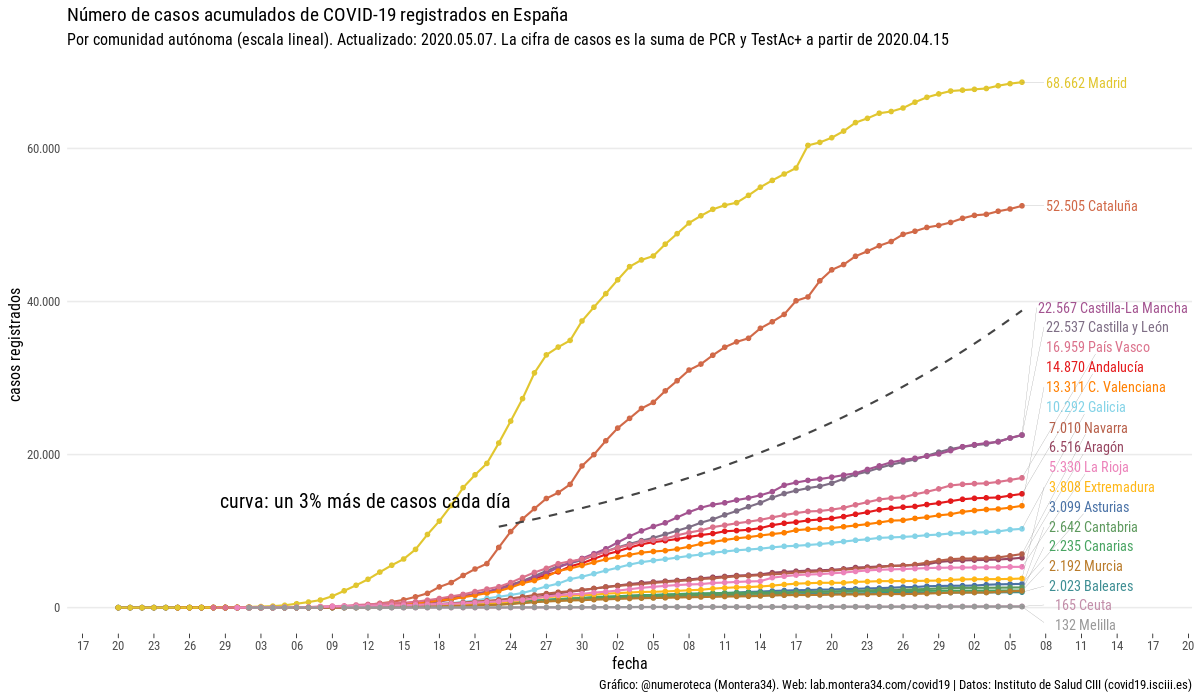 Número de casos acumulados de COVID-19 registrados en España
Por comunidad autónoma (escala lineal). Actualizado: 2020.05.07. La cifra de casos es la suma de PCR y TestAc+ a partir de 2020.04.15
68.662 Madrid
60.000
52.505 Cataluña
casos registrados
40.000
22.567 Castilla-La Mancha
22.537 Castilla y León
16.959 País Vasco
14.870 Andalucía
13.311 C. Valenciana
10.292 Galicia
7.010 Navarra
6.516 Aragón
20.000
5.330 La Rioja
3.808 Extremadura
curva: un 3% más de casos cada día
3.099 Asturias
2.642 Cantabria
2.235 Canarias
2.192 Murcia
2.023 Baleares
0
165 Ceuta
132 Melilla
17 20 23 26 03 06 09 12 15 18 21 24 27 30 02 05 08 11 14 17 20 23 26 29 02 05 08 11 14 17 20
fecha
Gráfico: @numeroteca (Montera34). Web: lab.montera34.com/covid19 | Datos: Instituto de Salud CIII (covid19.isciii.es)